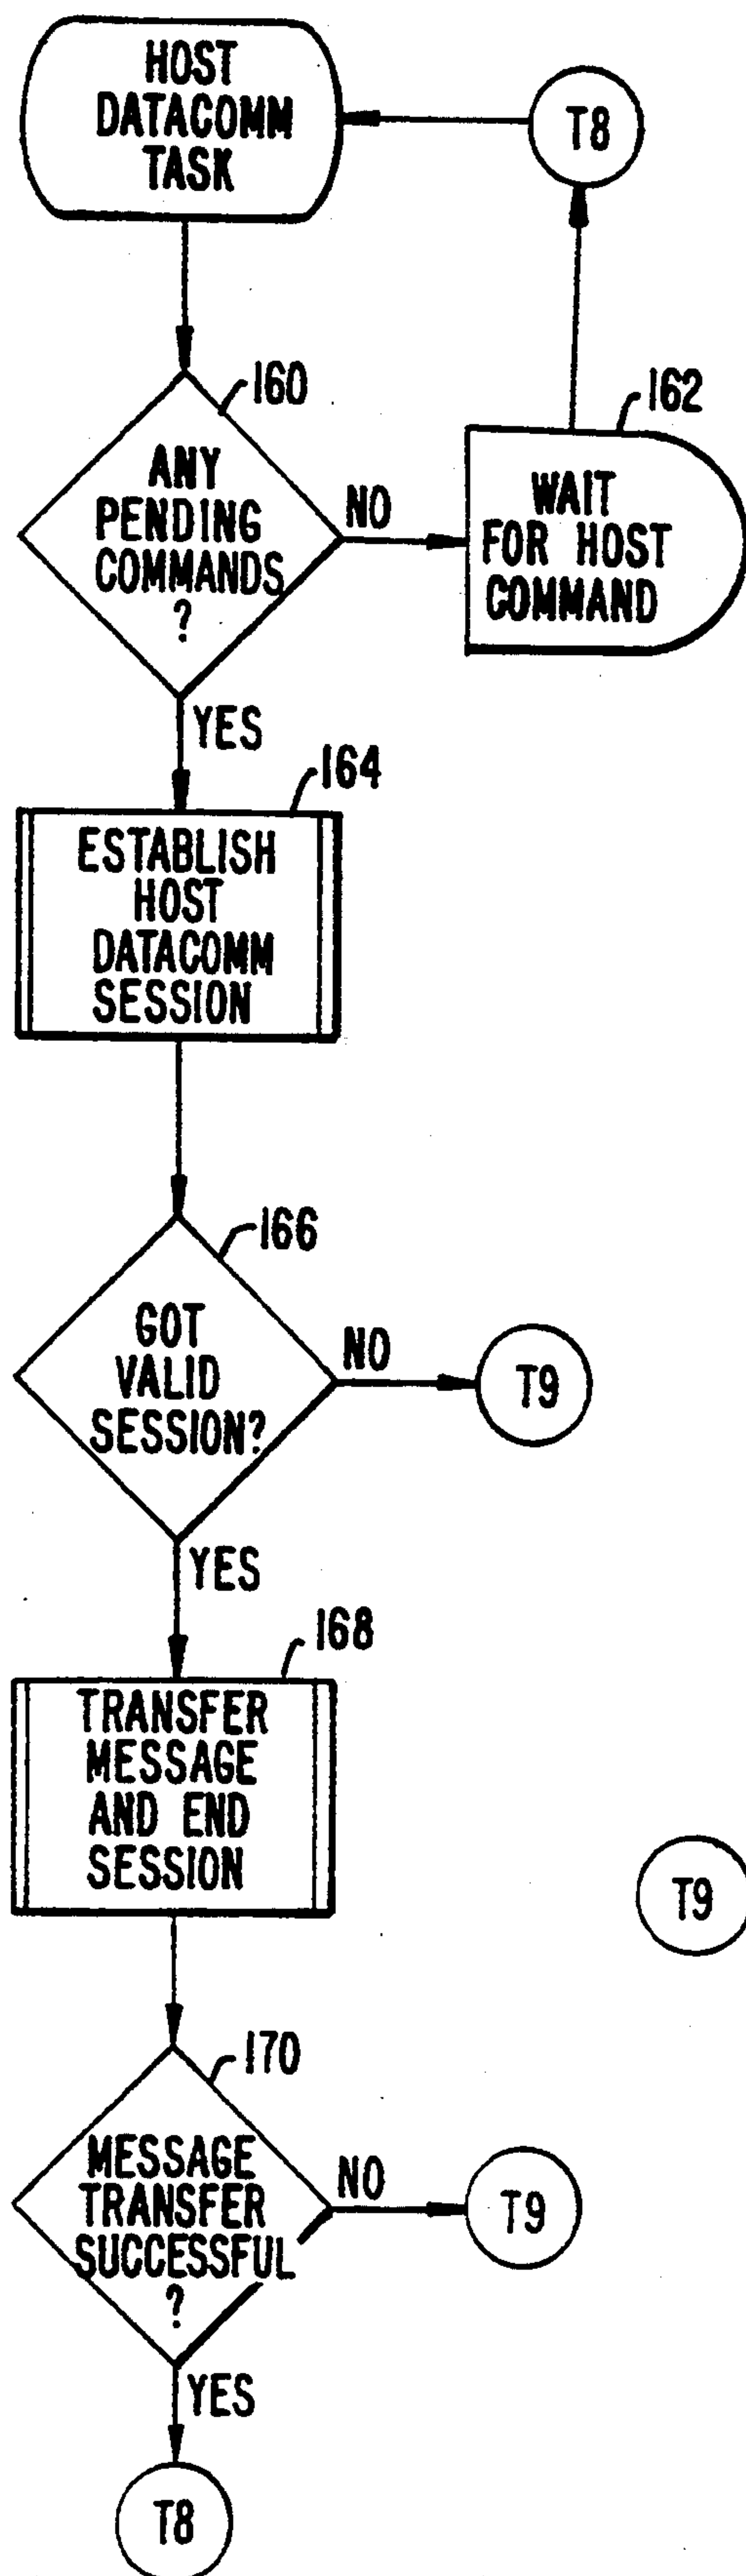 HOST
DATACOMM
TASK
T8
160
ANY
PENDING
COMMANDS
?
NO
162
WAIT
FOR HOST
COMMAND
YES
164
ESTABLISH
HOST
DATACOMM
SESSION
166
GOT
VALID
SESSION?
NO
T9
YES
168
TRANSFER
MESSAGE
AND END
SESSION
T9
170
MESSAGE
TRANSFER
SUCCESSFUL
?
NO
T9
YES
T8